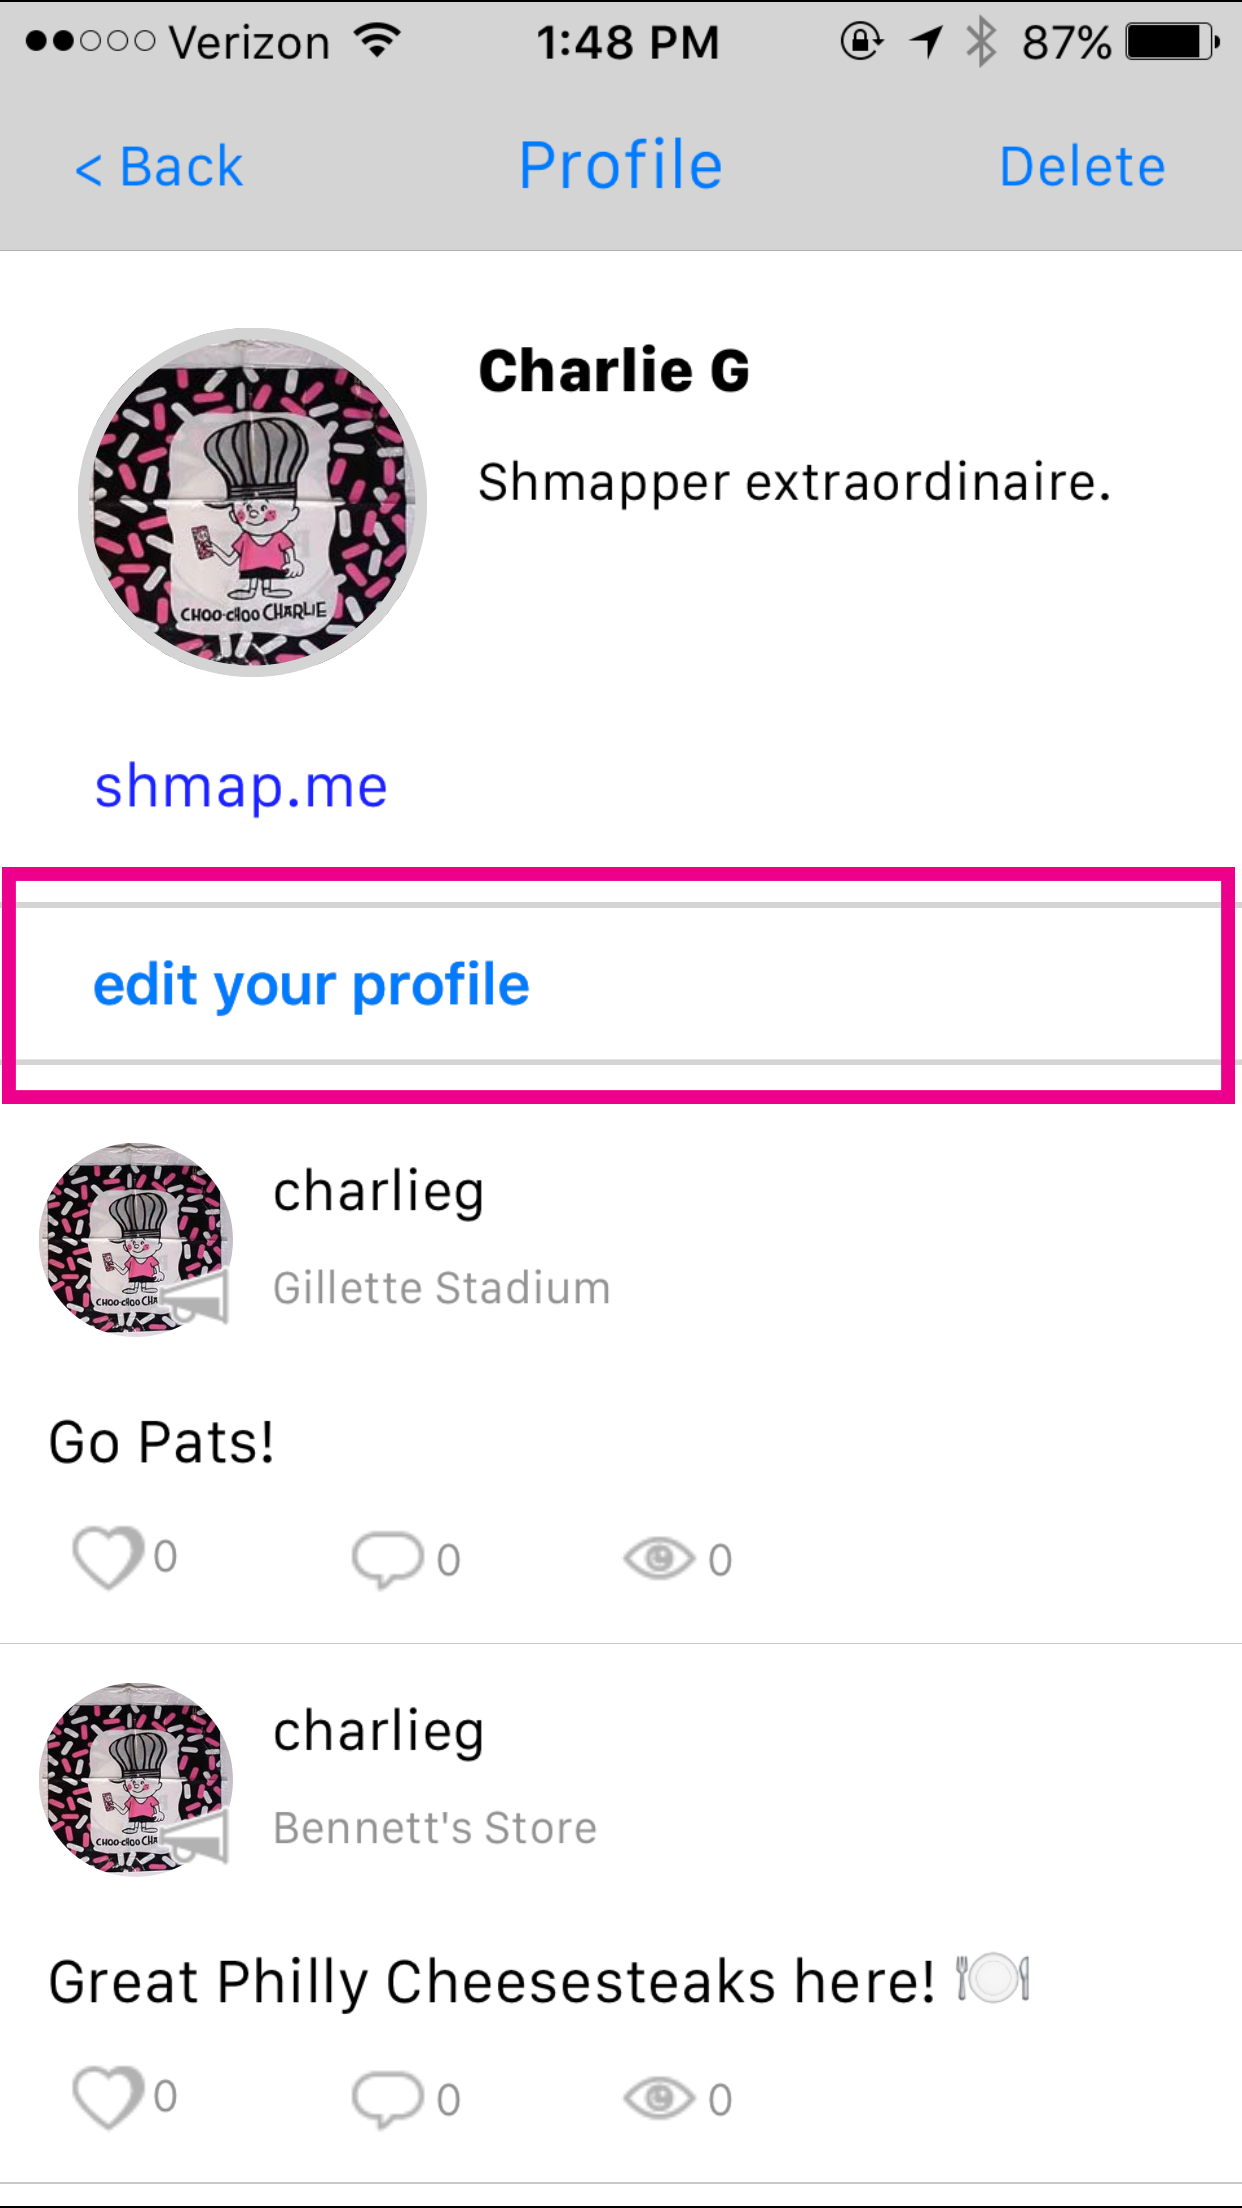 Verizon 1:48 PM 87%
< Back Profile Delete
Charlie G
Shmapper extraordinaire.
CHOO-CHOO CHARLIE
shmap.me
edit your profile
charlieg
CHOO-CHOO CHA
Gillette Stadium
Go Pats!
0 0 0
charlieg
CHOO-CHOO CHA
Bennett's Store
Great Philly Cheesesteaks here! 🍽
0 0 0